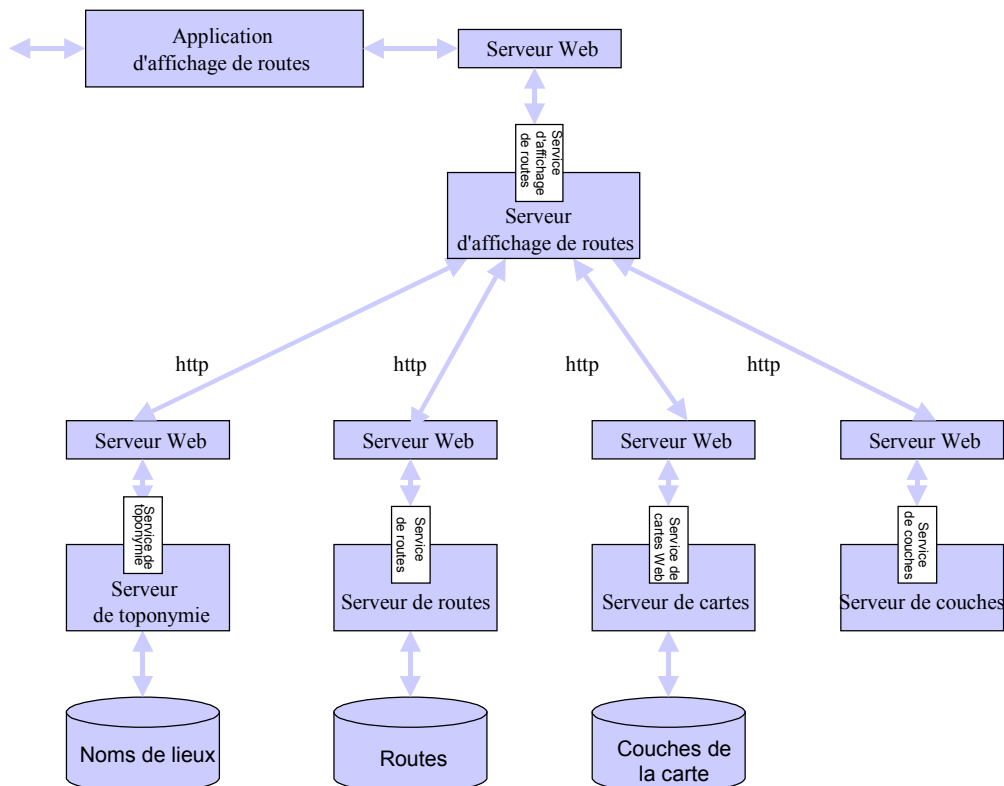 Application
d'affichage de routes
Serveur Web
Service
d'affichage
de routes
Serveur
d'affichage de routes
http
http
http
http
Serveur Web
Serveur Web
Serveur Web
Serveur Web
Service de
toponymie
Service
de routes
Service de
cartes Web
Service
de couches
Serveur
de toponymie
Serveur de routes
Serveur de cartes
Serveur de couches
Noms de lieux
Routes
Couches de
la carte